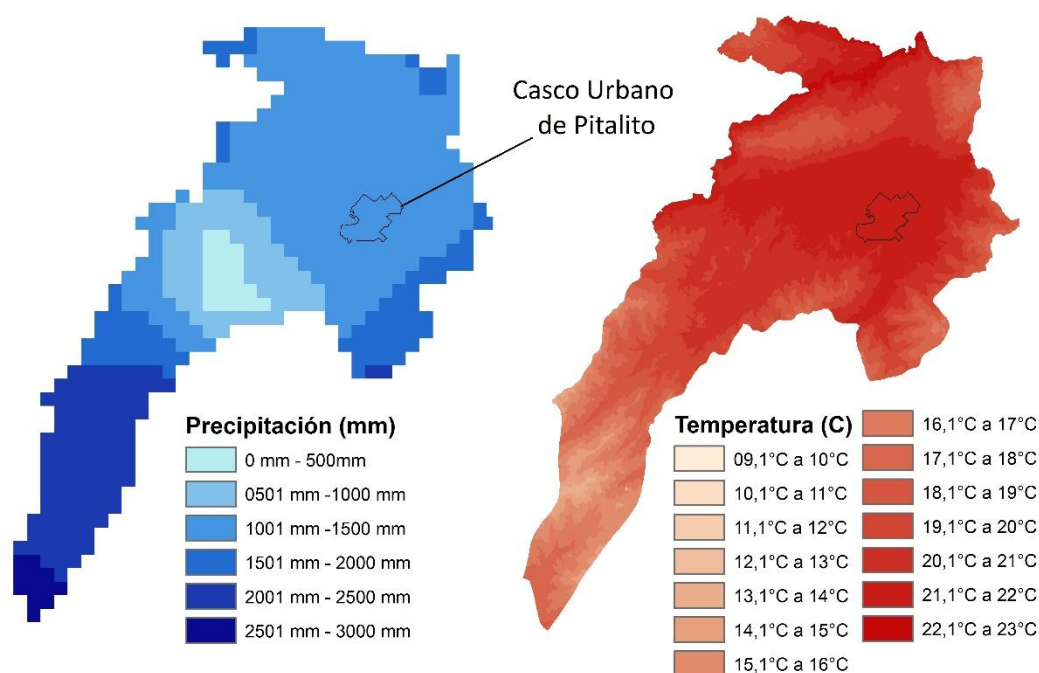 Casco Urbano
de Pitalito
Precipitación (mm)
0 mm - 500mm
0501 mm -1000 mm
1001 mm -1500 mm
1501 mm - 2000 mm
2001 mm - 2500 mm
2501 mm - 3000 mm
Temperatura (C)
09,1°C a 10°C
10,1°C a 11°C
11,1°C a 12°C
12,1°C a 13°C
13,1°C a 14°C
14,1°C a 15°C
15,1°C a 16°C
16,1°C a 17°C
17,1°C a 18°C
18,1°C a 19°C
19,1°C a 20°C
20,1°C a 21°C
21,1°C a 22°C
22,1°C a 23°C